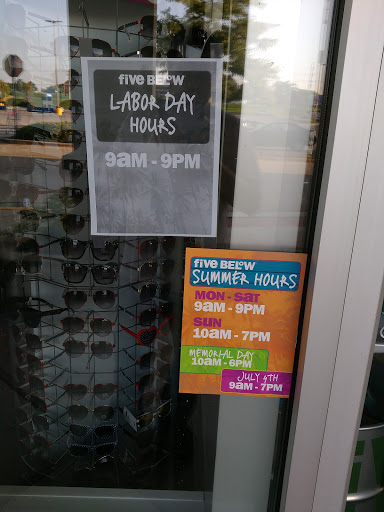 five BELoW
LABOR DAY
HOURS
9aM - 9PM
five BELoW
SUMMER HOURS
MON - Sat
9aM - 9PM
SUN
10aM - 7PM
MEMORIAL DAY
10aM - 6PM
JULY 4TH
9aM - 7PM